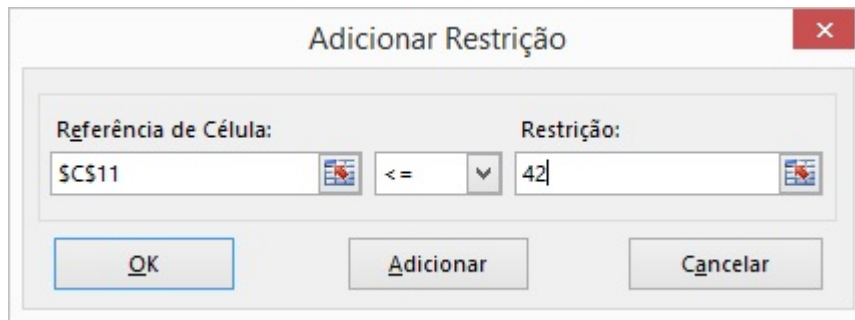 Adicionar Restrição
Referência de Célula: Restrição:
$C$11 <= 42
OK Adicionar Cancelar